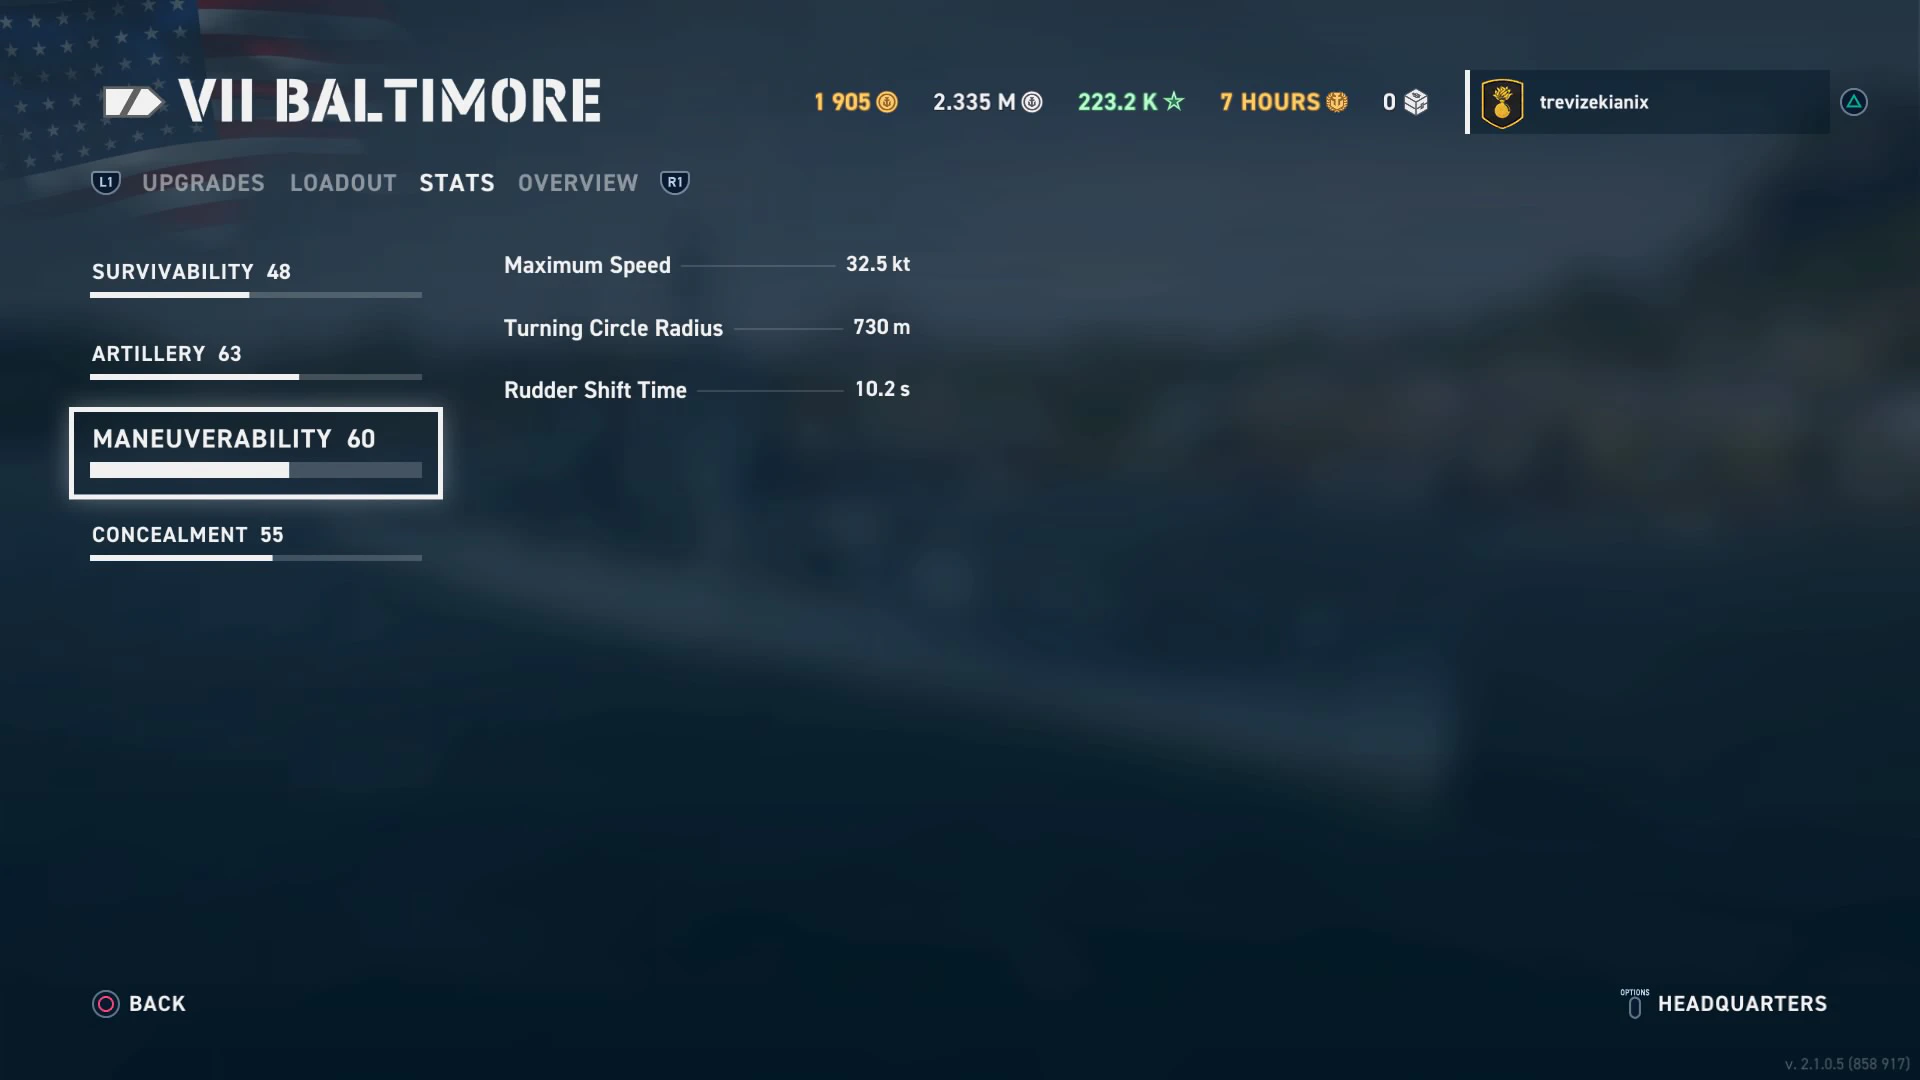 VII BALTIMORE
1 905
2.335 M
223.2 K
7 HOURS
0
trevizekianix
L1 UPGRADES LOADOUT STATS OVERVIEW R1
SURVIVABILITY 48
ARTILLERY 63
MANEUVERABILITY 60
CONCEALMENT 55
Maximum Speed 32.5 kt
Turning Circle Radius 730 m
Rudder Shift Time 10.2 s
BACK
OPTIONS
HEADQUARTERS
v. 2.1.0.5 (858 917)